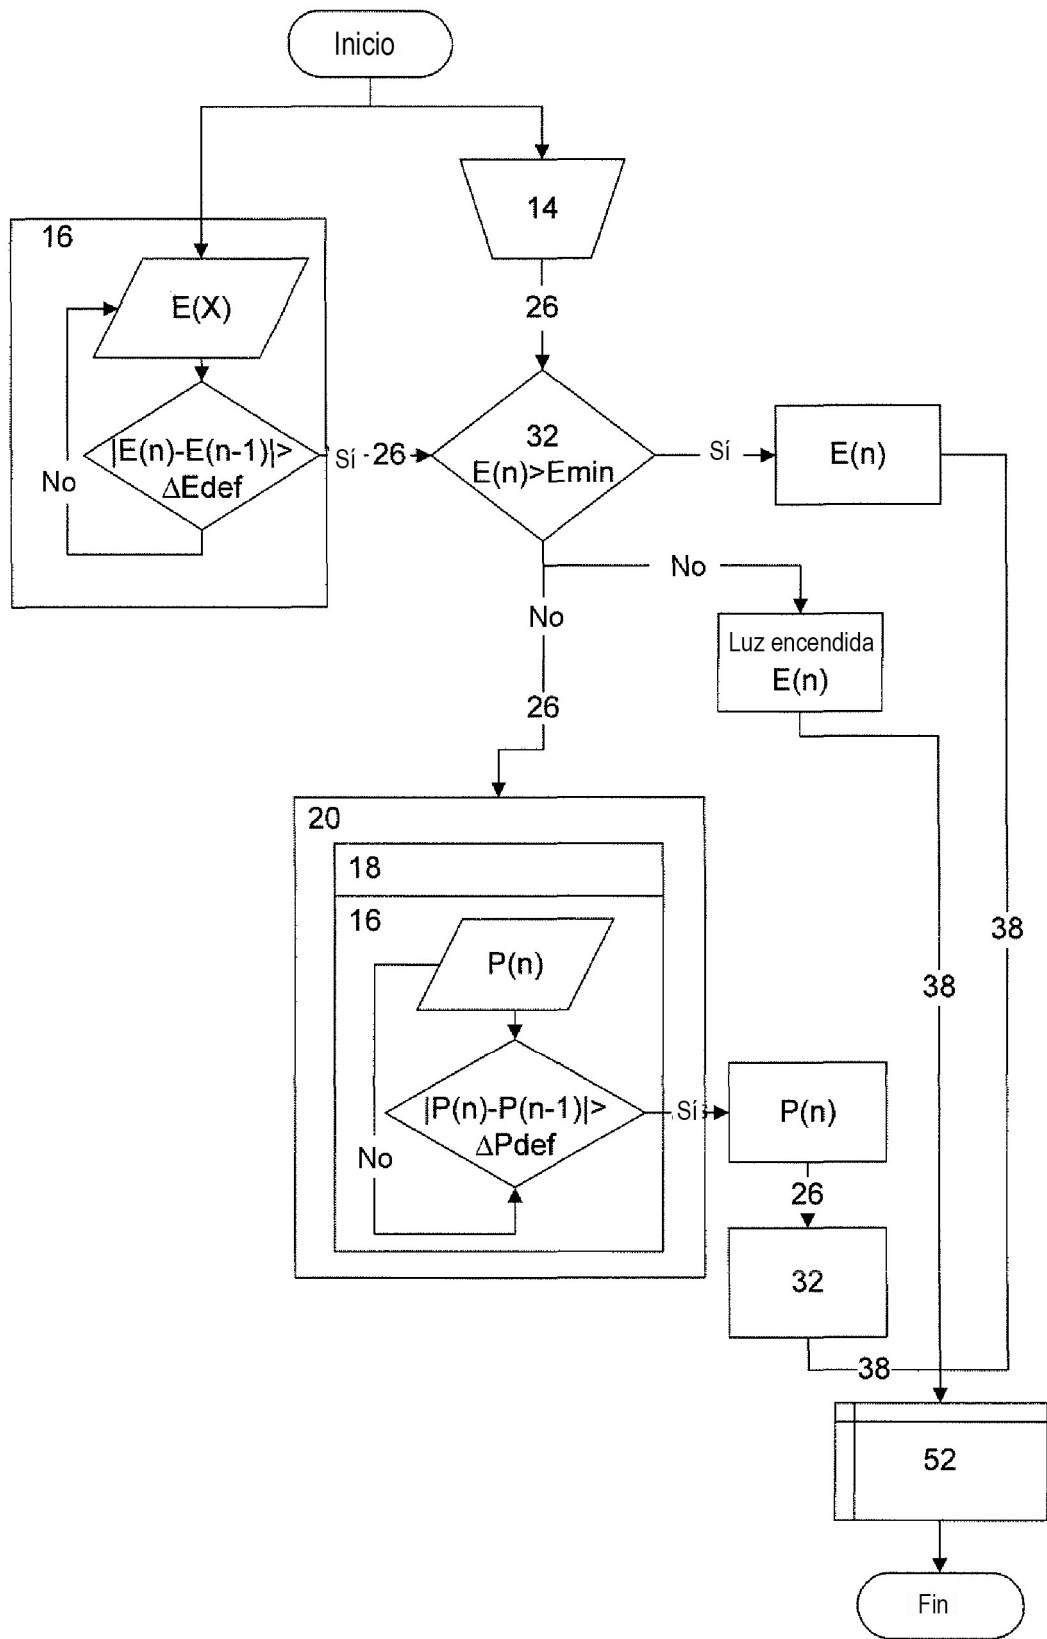 Inicio
14
16
26
E(X)
|E(n)-E(n-1)|>
ΔEdef
No
Sí
26
32
E(n)>Emin
Sí
E(n)
No
No
Luz encendida
E(n)
26
20
18
16
P(n)
|P(n)-P(n-1)|>
ΔPdef
No
Sí
P(n)
26
32
38
38
38
52
Fin